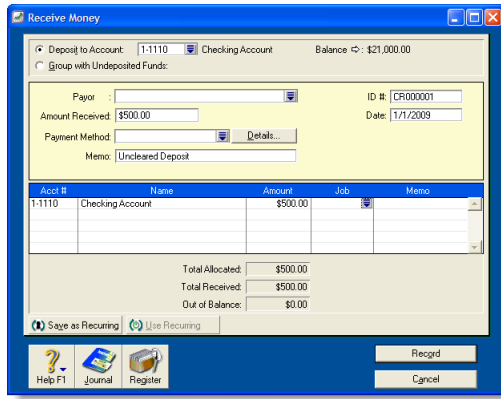 Receive Money
Deposit to Account: 1-1110 Checking Account Balance ⇨: $21,000.00
Group with Undeposited Funds:
Payor : ID #: CR000001
Amount Received: $500.00 Date: 1/1/2009
Payment Method: Details...
Memo: Uncleared Deposit
Acct # Name Amount Job Memo
1-1110 Checking Account $500.00
Total Allocated: $500.00
Total Received: $500.00
Out of Balance: $0.00
Save as Recurring Use Recurring
Help F1 Journal Register
Record
Cancel